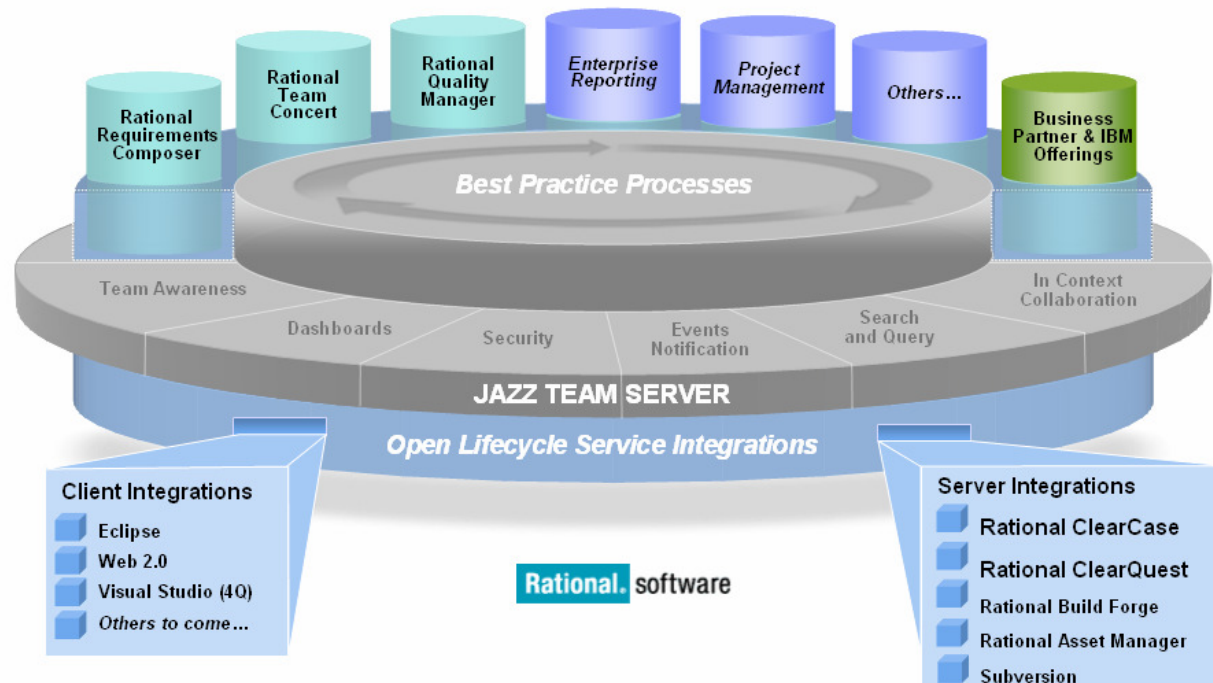 Rational
Requirements
Composer
Rational
Team
Concert
Rational
Quality
Manager
Enterprise
Reporting
Project
Management
Others...
Business
Partner & IBM
Offerings
Best Practice Processes
Team Awareness
Dashboards
Security
Events
Notification
Search
and Query
In Context
Collaboration
JAZZ TEAM SERVER
Open Lifecycle Service Integrations
Client Integrations
Eclipse
Web 2.0
Visual Studio (4Q)
Others to come...
Server Integrations
Rational ClearCase
Rational ClearQuest
Rational Build Forge
Rational Asset Manager
Subversion
Rational. software